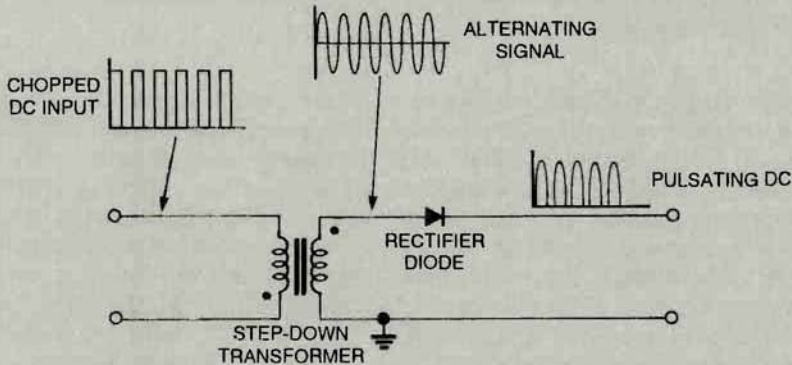 ALTERNATING
SIGNAL
CHOPPED
DC INPUT
PULSATING DC
RECTIFIER
DIODE
STEP-DOWN
TRANSFORMER